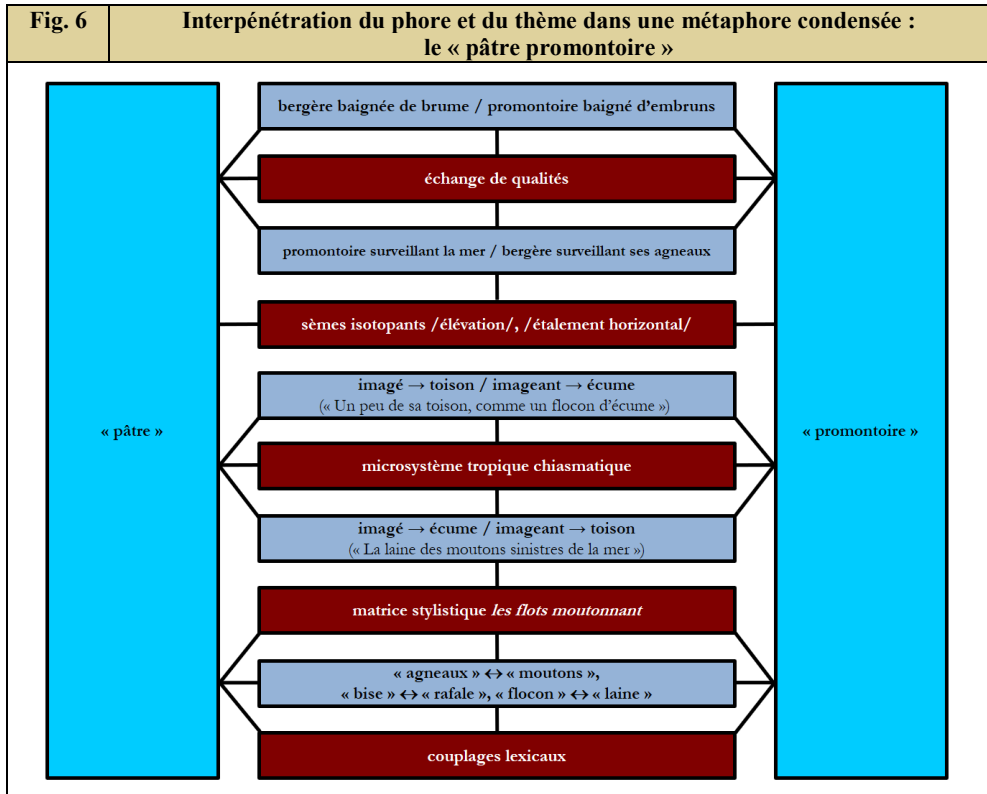 Fig. 6
Interpénétration du phore et du thème dans une métaphore condensée :
le « pâtre promontoire »
bergère baignée de brume / promontoire baigné d'embruns
échange de qualités
promontoire surveillant la mer / bergère surveillant ses agneaux
sèmes isotopants /élévation/, /étalement horizontal/
imagé → toison / imageant → écume
(« Un peu de sa toison, comme un flocon d'écume »)
« pâtre »
« promontoire »
microsystème tropique chiasmatique
imagé → écume / imageant → toison
(« La laine des moutons sinistres de la mer »)
matrice stylistique les flots moutonnant
« agneaux » ↔ « moutons »,
« bise » ↔ « rafale », « flocon » ↔ « laine »
couplages lexicaux